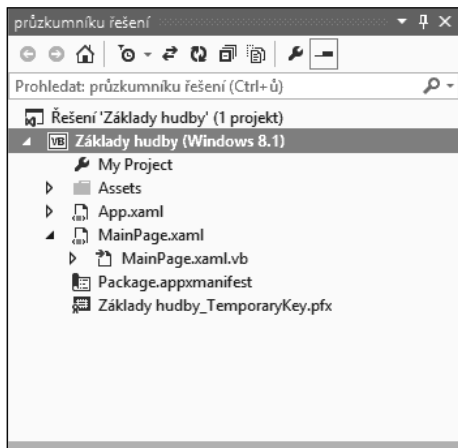 průzkumníku řešení
Prohledat: průzkumníku řešení (Ctrl+ů)
Řešení 'Základy hudby' (1 projekt)
VB Základy hudby (Windows 8.1)
My Project
Assets
App.xaml
MainPage.xaml
MainPage.xaml.vb
Package.appxmanifest
Základy hudby_TemporaryKey.pfx